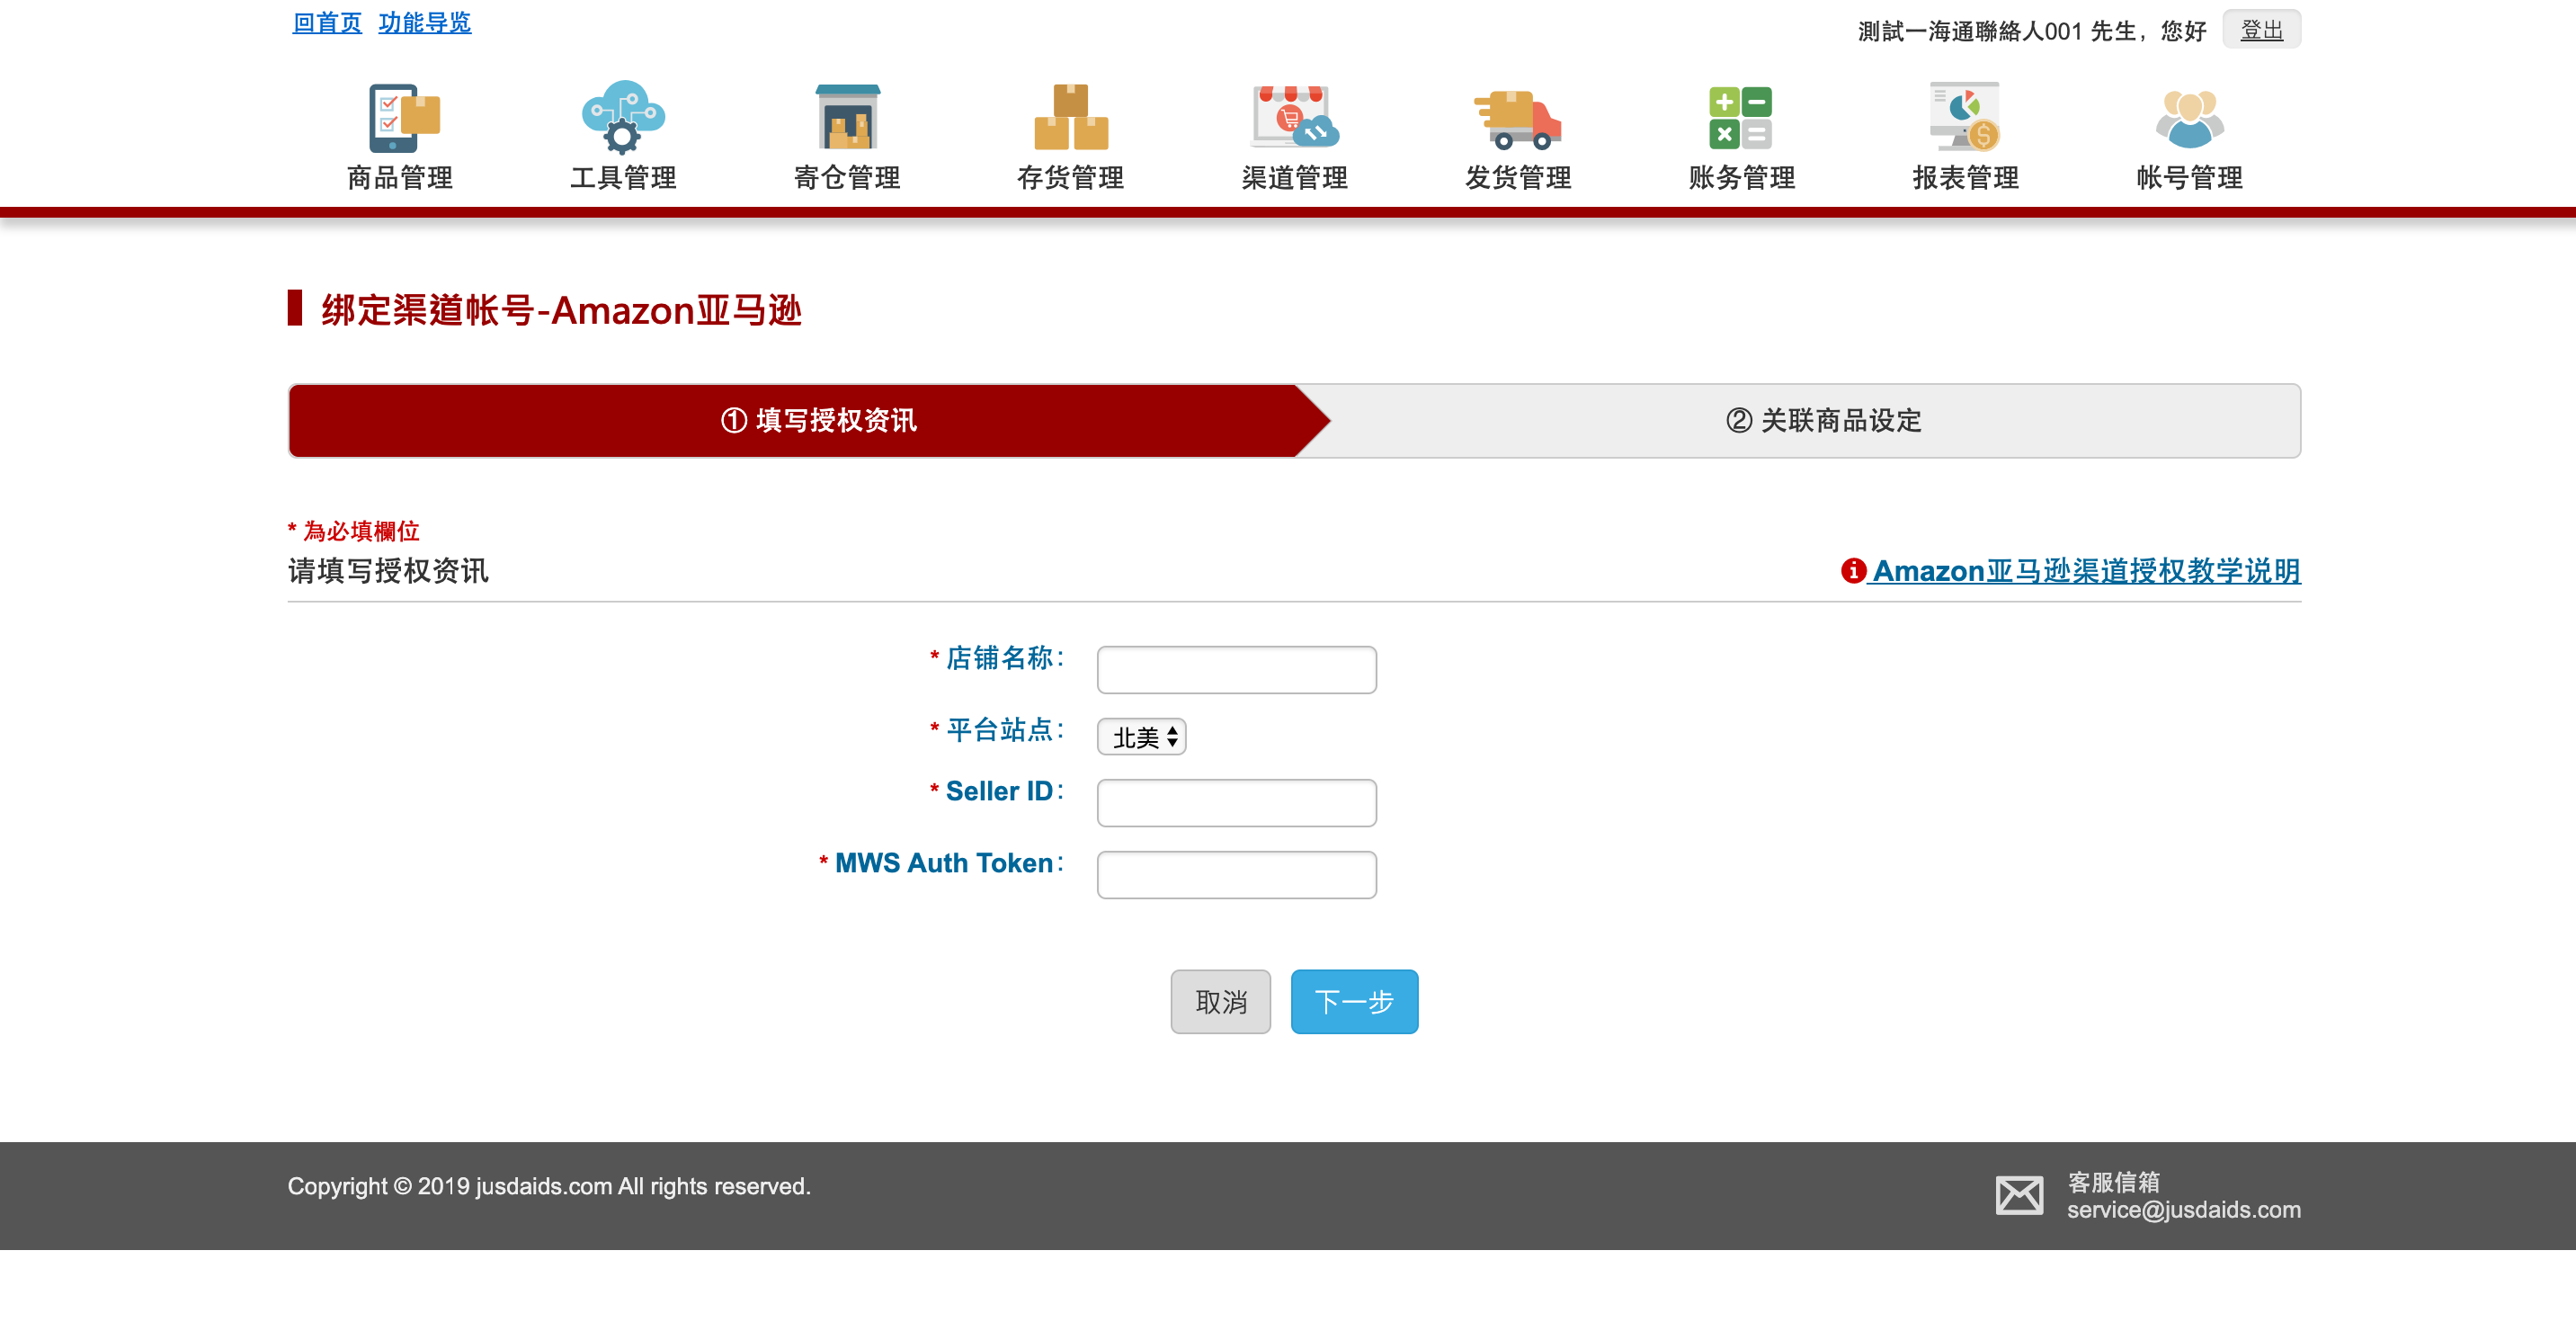 回首页 功能导览
測試一海通聯絡人001 先生，您好 登出
商品管理 工具管理 寄仓管理 存货管理 渠道管理 发货管理 账务管理 报表管理 帐号管理
绑定渠道帐号-Amazon亚马逊
① 填写授权资讯 ② 关联商品设定
* 為必填欄位
请填写授权资讯 Amazon亚马逊渠道授权教学说明
* 店铺名称：
* 平台站点： 北美
* Seller ID：
* MWS Auth Token：
取消 下一步
Copyright © 2019 jusdaids.com All rights reserved.
客服信箱
service@jusdaids.com